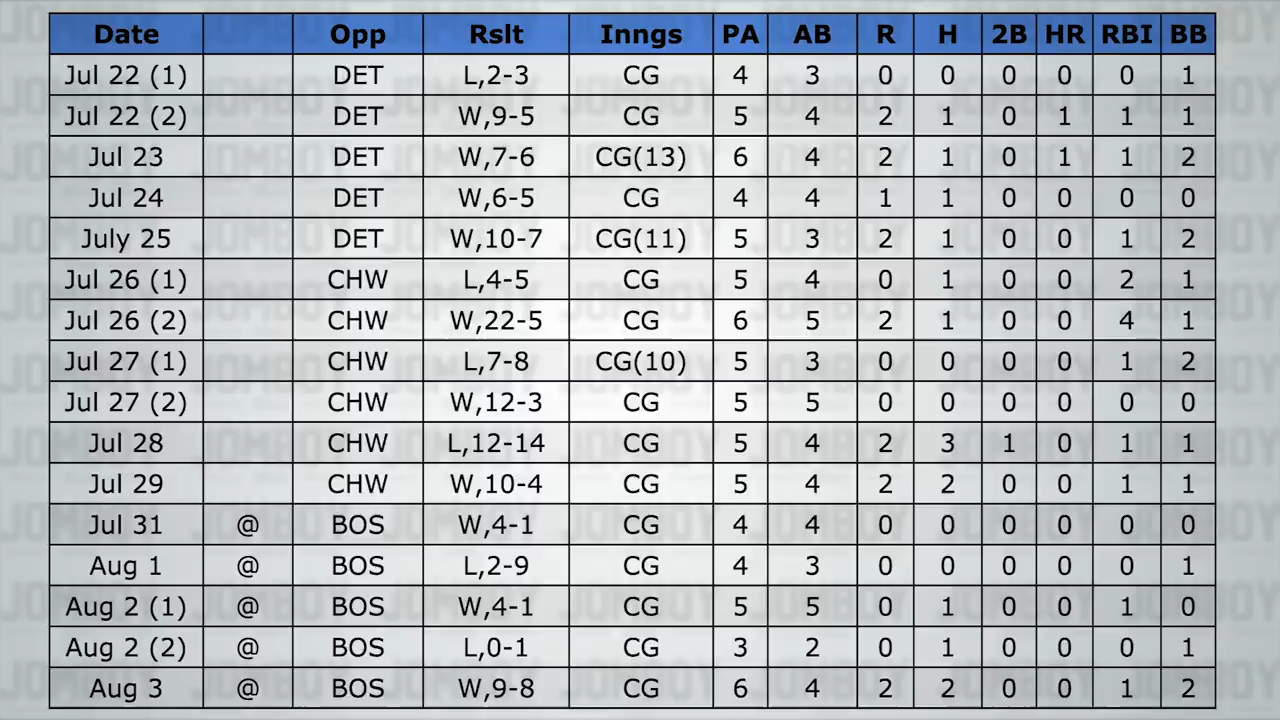 Date Opp Rslt Inngs PA AB R H 2B HR RBI BB
Jul 22 (1) DET L,2-3 CG 4 3 0 0 0 0 0 1
Jul 22 (2) DET W,9-5 CG 5 4 2 1 0 1 1 1
Jul 23 DET W,7-6 CG(13) 6 4 2 1 0 1 1 2
Jul 24 DET W,6-5 CG 4 4 1 1 0 0 0 0
July 25 DET W,10-7 CG(11) 5 3 2 1 0 0 1 2
Jul 26 (1) CHW L,4-5 CG 5 4 0 1 0 0 2 1
Jul 26 (2) CHW W,22-5 CG 6 5 2 1 0 0 4 1
Jul 27 (1) CHW L,7-8 CG(10) 5 3 0 0 0 0 1 2
Jul 27 (2) CHW W,12-3 CG 5 5 0 0 0 0 0 0
Jul 28 CHW L,12-14 CG 5 4 2 3 1 0 1 1
Jul 29 CHW W,10-4 CG 5 4 2 2 0 0 1 1
Jul 31 @ BOS W,4-1 CG 4 4 0 0 0 0 0 0
Aug 1 @ BOS L,2-9 CG 4 3 0 0 0 0 0 1
Aug 2 (1) @ BOS W,4-1 CG 5 5 0 1 0 0 1 0
Aug 2 (2) @ BOS L,0-1 CG 3 2 0 1 0 0 0 1
Aug 3 @ BOS W,9-8 CG 6 4 2 2 0 0 1 2